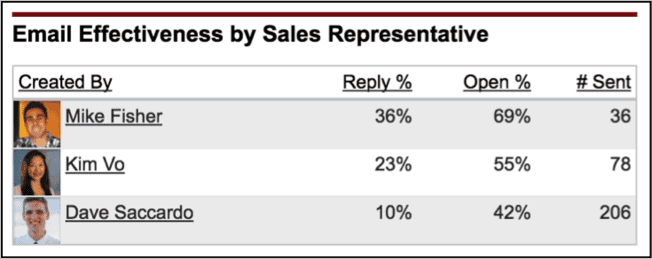 Email Effectiveness by Sales Representative
Created By Reply % Open % # Sent
Mike Fisher 36% 69% 36
Kim Vo 23% 55% 78
Dave Saccardo 10% 42% 206